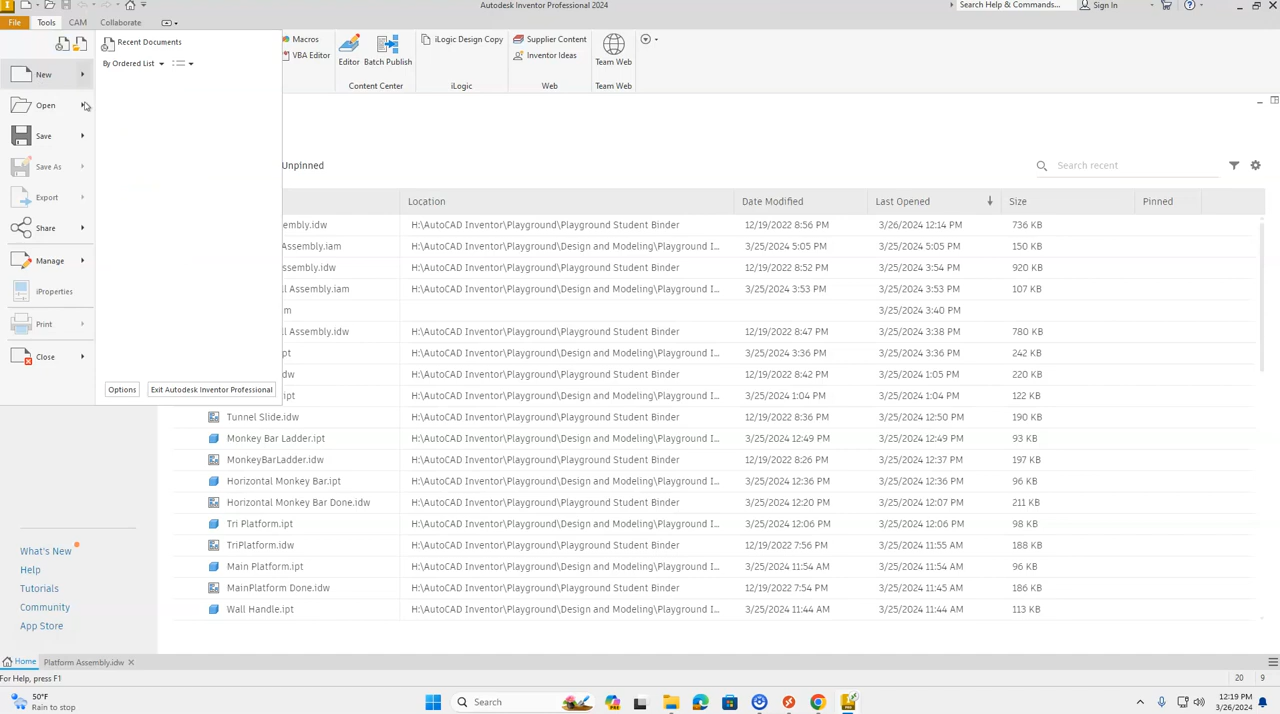 Autodesk Inventor Professional 2024
Search Help & Commands...
Sign In
File Tools CAM Collaborate
Macros
VBA Editor
Editor Batch Publish
iLogic Design Copy
Supplier Content
Inventor Ideas
Team Web
Content Center iLogic Web Team Web
Recent Documents
By Ordered List
New
Open
Save
Save As
Export
Share
Manage
iProperties
Print
Close
Options Exit Autodesk Inventor Professional
Unpinned Search recent
Location Date Modified Last Opened Size Pinned
embly.idw H:\AutoCAD Inventor\Playground\Playground Student Binder 12/19/2022 8:56 PM 3/26/2024 12:14 PM 736 KB
Assembly.iam H:\AutoCAD Inventor\Playground\Design and Modeling\Playground I... 3/25/2024 5:05 PM 3/25/2024 5:05 PM 150 KB
ssembly.idw H:\AutoCAD Inventor\Playground\Playground Student Binder 12/19/2022 8:52 PM 3/25/2024 3:54 PM 920 KB
ll Assembly.iam H:\AutoCAD Inventor\Playground\Design and Modeling\Playground I... 3/25/2024 3:53 PM 3/25/2024 3:53 PM 107 KB
m 3/25/2024 3:40 PM
ll Assembly.idw H:\AutoCAD Inventor\Playground\Playground Student Binder 12/19/2022 8:47 PM 3/25/2024 3:38 PM 780 KB
pt H:\AutoCAD Inventor\Playground\Design and Modeling\Playground I... 3/25/2024 3:36 PM 3/25/2024 3:36 PM 242 KB
dw H:\AutoCAD Inventor\Playground\Playground Student Binder 12/19/2022 8:42 PM 3/25/2024 1:05 PM 220 KB
ipt H:\AutoCAD Inventor\Playground\Design and Modeling\Playground I... 3/25/2024 1:04 PM 3/25/2024 1:04 PM 122 KB
Tunnel Slide.idw H:\AutoCAD Inventor\Playground\Playground Student Binder 12/19/2022 8:36 PM 3/25/2024 12:50 PM 190 KB
Monkey Bar Ladder.ipt H:\AutoCAD Inventor\Playground\Design and Modeling\Playground I... 3/25/2024 12:49 PM 3/25/2024 12:49 PM 93 KB
MonkeyBarLadder.idw H:\AutoCAD Inventor\Playground\Playground Student Binder 12/19/2022 8:26 PM 3/25/2024 12:37 PM 197 KB
Horizontal Monkey Bar.ipt H:\AutoCAD Inventor\Playground\Design and Modeling\Playground I... 3/25/2024 12:36 PM 3/25/2024 12:36 PM 96 KB
Horizontal Monkey Bar Done.idw H:\AutoCAD Inventor\Playground\Playground Student Binder 3/25/2024 12:20 PM 3/25/2024 12:07 PM 211 KB
Tri Platform.ipt H:\AutoCAD Inventor\Playground\Design and Modeling\Playground I... 3/25/2024 12:06 PM 3/25/2024 12:06 PM 98 KB
TriPlatform.idw H:\AutoCAD Inventor\Playground\Playground Student Binder 12/19/2022 7:56 PM 3/25/2024 11:55 AM 188 KB
Main Platform.ipt H:\AutoCAD Inventor\Playground\Design and Modeling\Playground I... 3/25/2024 11:54 AM 3/25/2024 11:54 AM 96 KB
MainPlatform Done.idw H:\AutoCAD Inventor\Playground\Playground Student Binder 12/19/2022 7:54 PM 3/25/2024 11:45 AM 186 KB
Wall Handle.ipt H:\AutoCAD Inventor\Playground\Design and Modeling\Playground I... 3/25/2024 11:44 AM 3/25/2024 11:44 AM 113 KB
What's New
Help
Tutorials
Community
App Store
Home Platform Assembly.idw
For Help, press F1 20 9
50°F
Rain to stop
Search
12:19 PM
3/26/2024